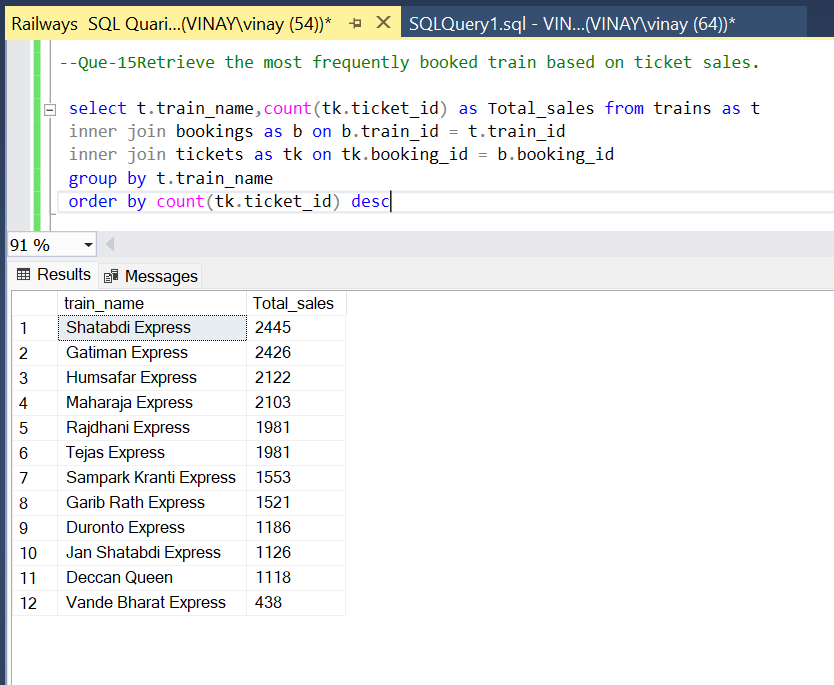 Railways SQL Quari...(VINAY\vinay (54))* SQLQuery1.sql - VIN...(VINAY\vinay (64))*
--Que-15Retrieve the most frequently booked train based on ticket sales.
select t.train_name,count(tk.ticket_id) as Total_sales from trains as t
inner join bookings as b on b.train_id = t.train_id
inner join tickets as tk on tk.booking_id = b.booking_id
group by t.train_name
order by count(tk.ticket_id) desc
91 %
Results Messages
train_name Total_sales
1 Shatabdi Express 2445
2 Gatiman Express 2426
3 Humsafar Express 2122
4 Maharaja Express 2103
5 Rajdhani Express 1981
6 Tejas Express 1981
7 Sampark Kranti Express 1553
8 Garib Rath Express 1521
9 Duronto Express 1186
10 Jan Shatabdi Express 1126
11 Deccan Queen 1118
12 Vande Bharat Express 438